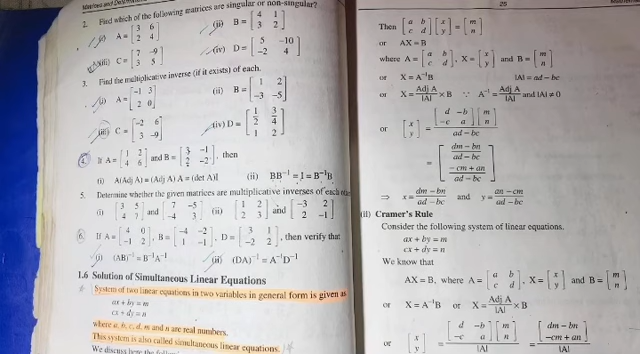 2. Find which of the following matrices are singular or non-singular?
(i) A = [3 6; 2 4] (ii) B = [4 1; 3 2]
(iii) C = [7 -9; 3 5] (iv) D = [5 -10; -2 4]
3. Find the multiplicative inverse (if it exists) of each.
(i) A = [-1 3; 2 0] (ii) B = [1 2; -3 -5]
(iii) C = [-2 6; 3 -9] (iv) D = [1/2 3/4; 1 2]
4. If A = [1 2; 4 6] and B = [3 -1; 2 -2], then
(i) A(Adj A) = (Adj A) A = (det A)I (ii) BB⁻¹ = I = B⁻¹B
5. Determine whether the given matrices are multiplicative inverses of each
(i) [3 5; 4 7] and [7 -5; -4 3] (ii) [1 2; 2 3] and [-3 2; 2 -1]
6. If A = [4 0; -1 2], B = [-4 -2; 1 -1], D = [3 1; -2 2], then verify that
(i) (AB)⁻¹ = B⁻¹A⁻¹ (ii) (DA)⁻¹ = A⁻¹D⁻¹
1.6 Solution of Simultaneous Linear Equations
System of two linear equations in two variables in general form is given as
ax + by = m
cx + dy = n
where a, b, c, d, m and n are real numbers.
This system is also called simultaneous linear equations.
We discuss here the
25
Then [a b; c d] [x; y] = [m; n]
or AX = B
where A = [a b; c d], X = [x; y] and B = [m; n]
or X = A⁻¹B |A| = ad - bc
or X = Adj A/|A| × B ∵ A⁻¹ = Adj A/|A| and |A| ≠ 0
or [x; y] = [d -b; -c a] [m; n] / ad - bc
= [dm - bn / ad - bc; -cm + an / ad - bc]
⇒ x = dm - bn / ad - bc and y = an - cm / ad - bc
(ii) Cramer's Rule
Consider the following system of linear equations.
ax + by = m
cx + dy = n
We know that
AX = B, where A = [a b; c d], X = [x; y] and B = [m; n]
or X = A⁻¹B or X = Adj A/|A| × B
or [x; y] = [d -b; -c a] [m; n] / |A| = [dm - bn; -cm + an] / |A|